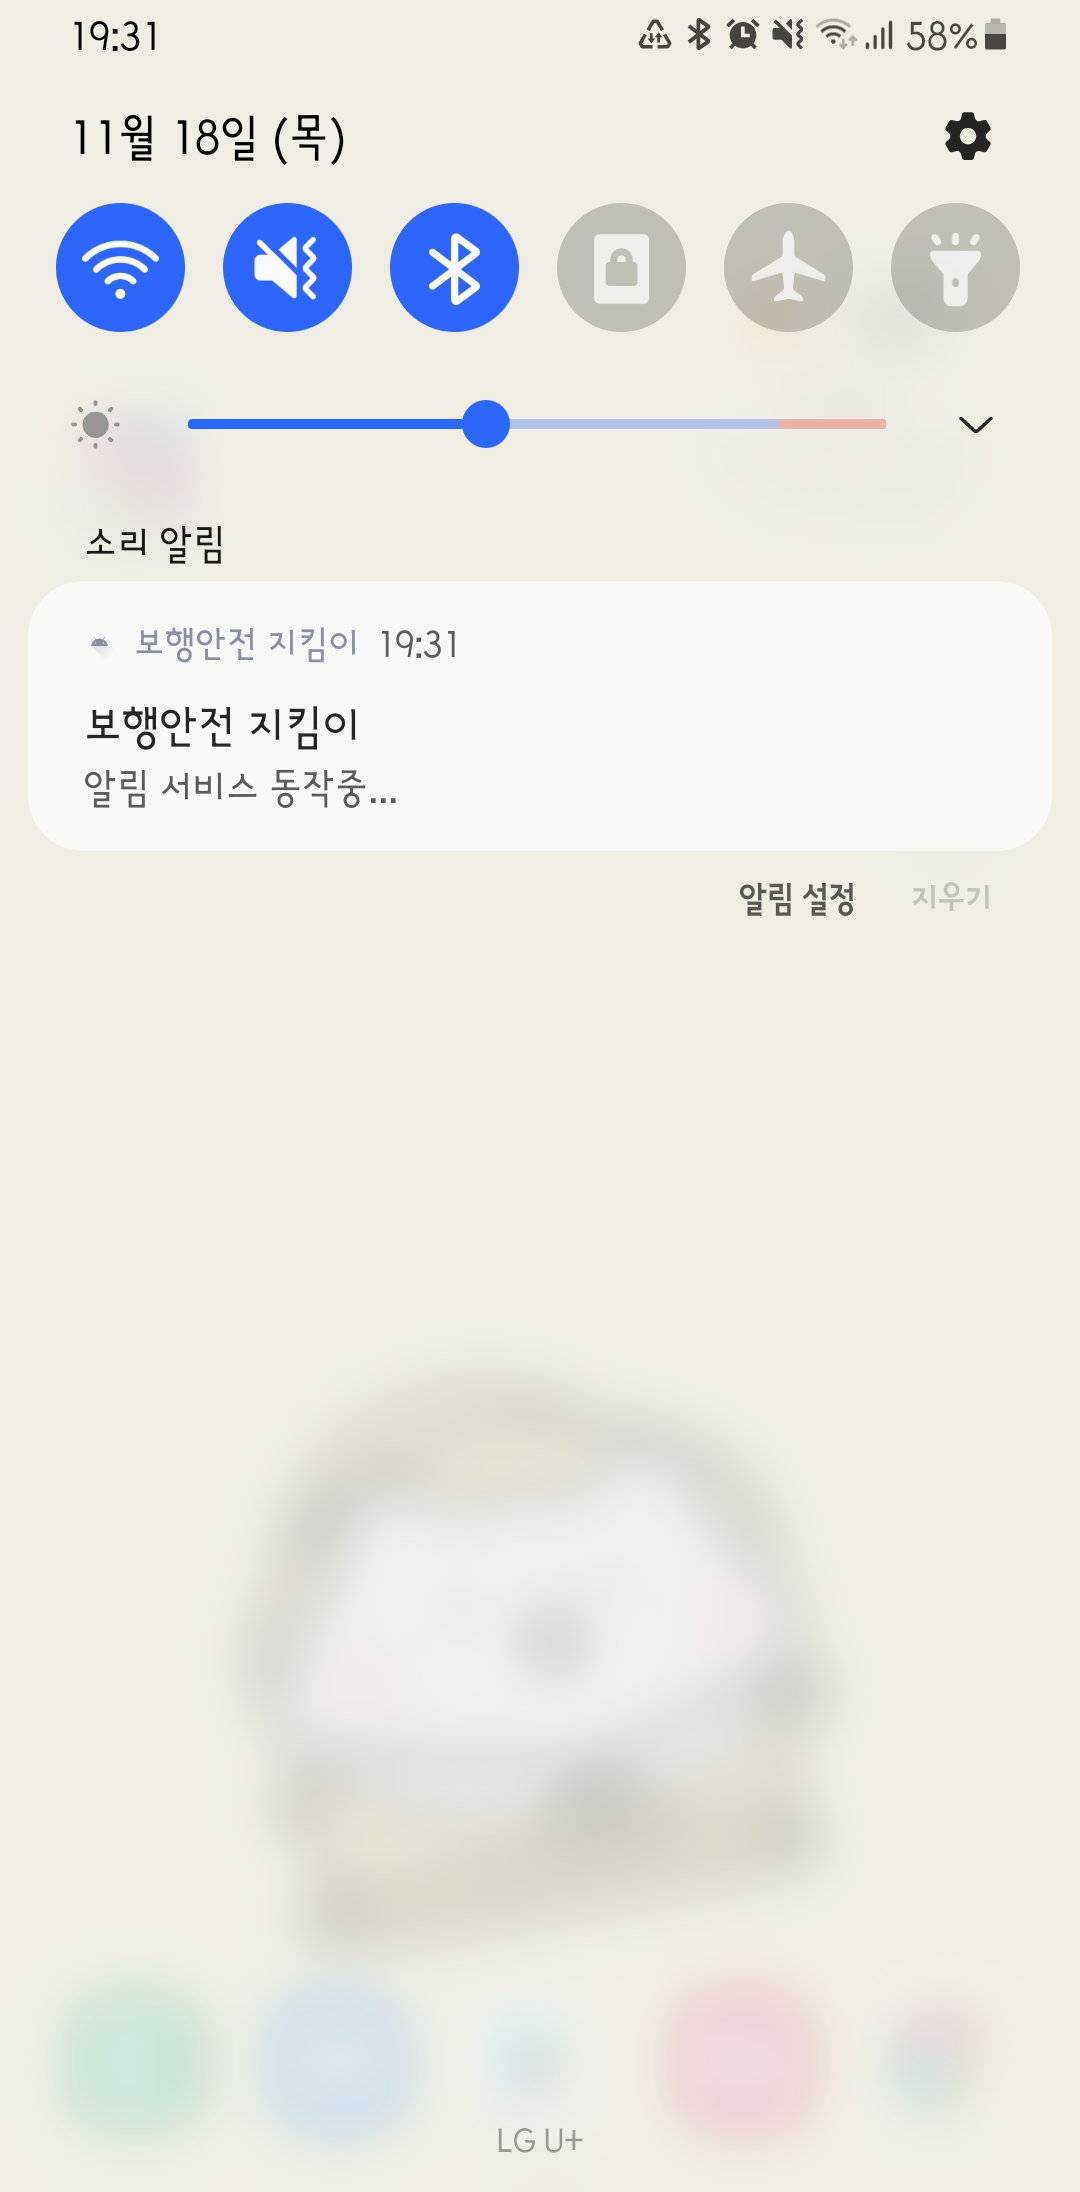 19:31 58%
11월 18일 (목)
소리 알림
보행안전 지킴이 19:31
보행안전 지킴이
알림 서비스 동작중...
알림 설정 지우기
LG U+